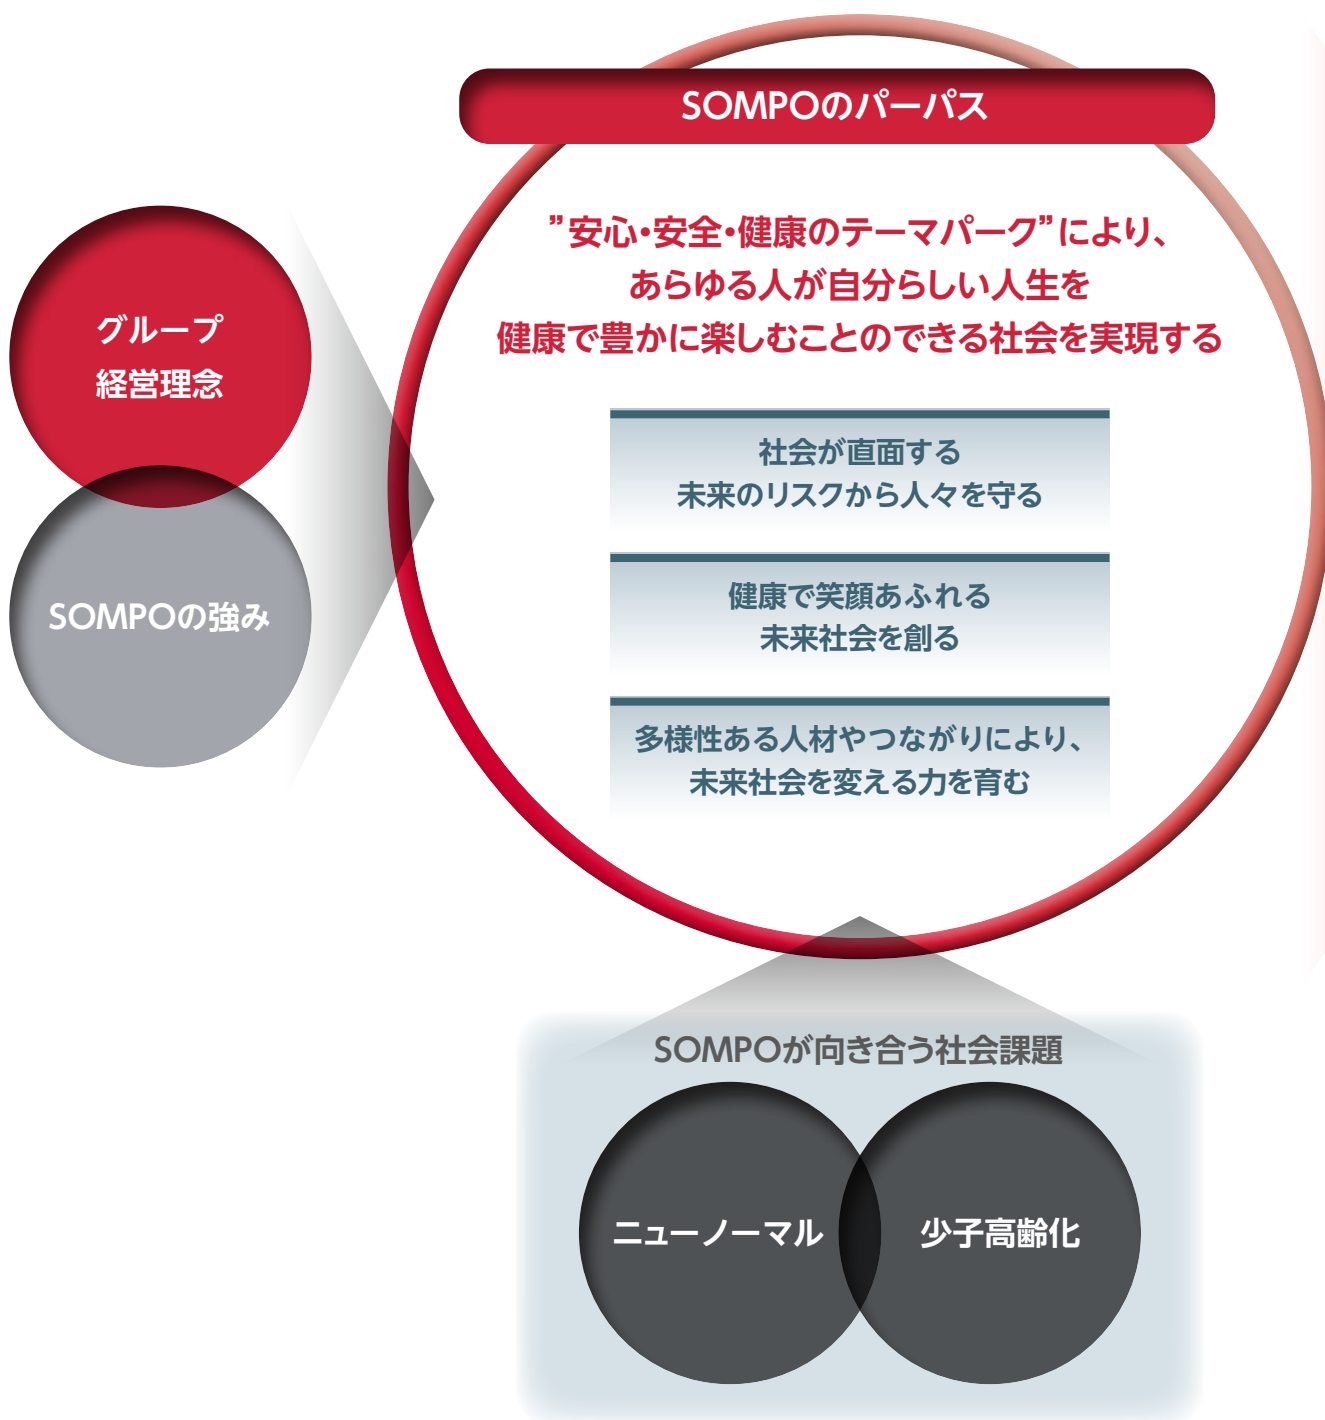 SOMPOのパーパス
”安心・安全・健康のテーマパーク”により、
あらゆる人が自分らしい人生を
健康で豊かに楽しむことのできる社会を実現する
グループ
経営理念
SOMPOの強み
社会が直面する
未来のリスクから人々を守る
健康で笑顔あふれる
未来社会を創る
多様性ある人材やつながりにより、
未来社会を変える力を育む
SOMPOが向き合う社会課題
ニューノーマル
少子高齢化